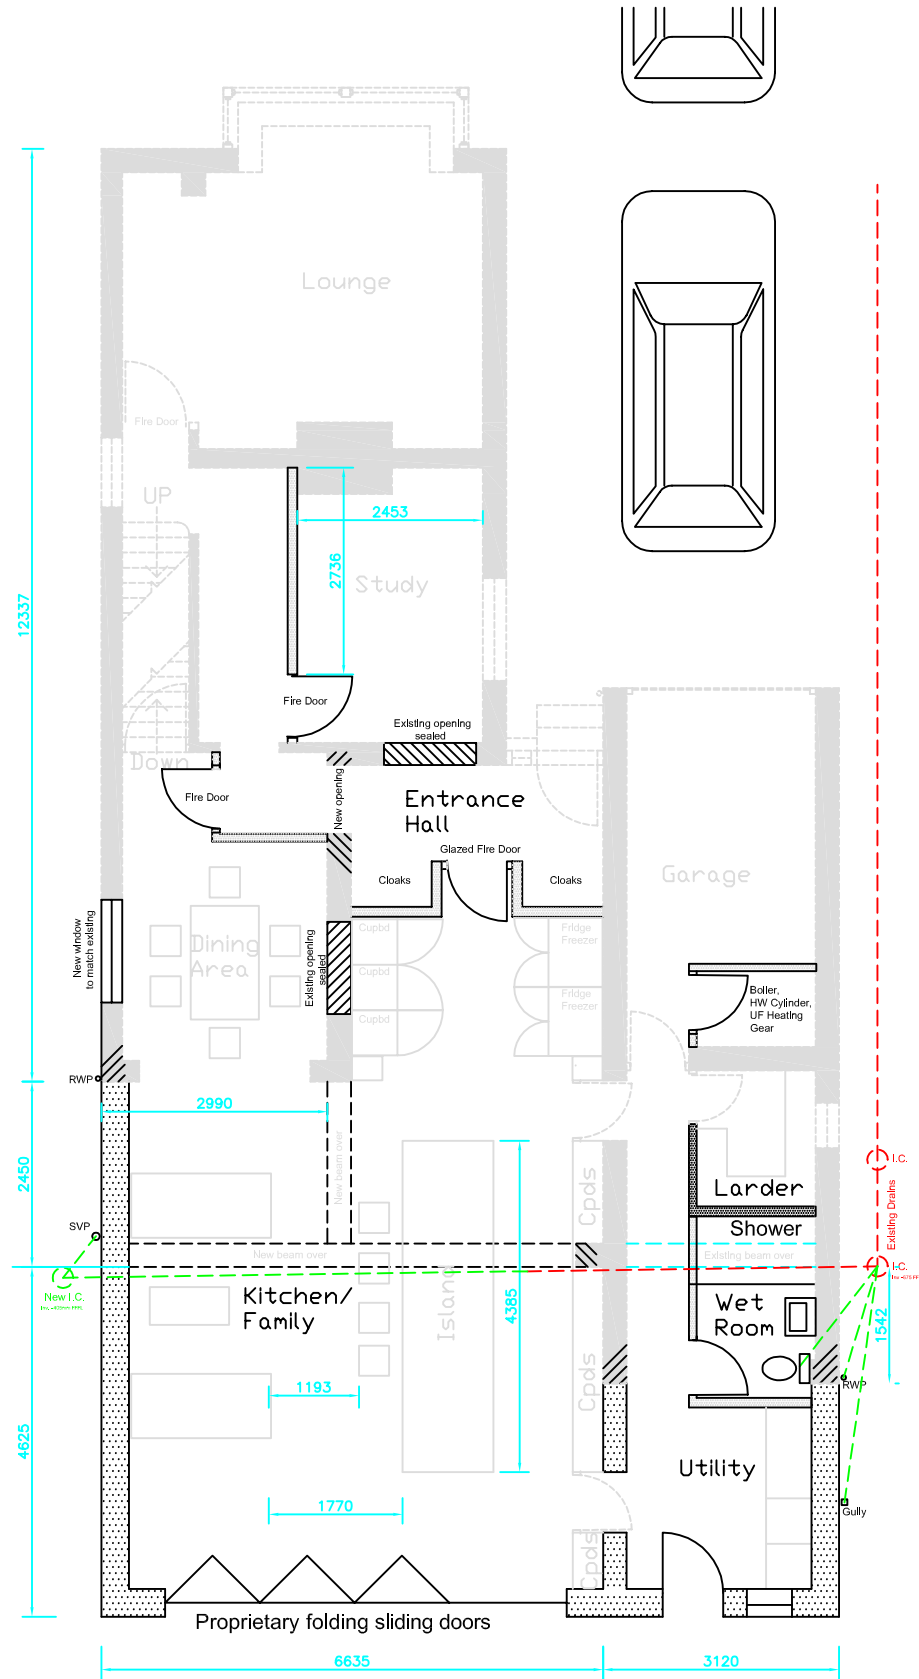 Lounge
Fire Door
UP
2453
2736
Study
12337
Fire Door
Existing opening
sealed
Down
Fire Door
New opening
Entrance
Hall
Glazed Fire Door
Cloaks
Cloaks
Garage
New window
to match existing
Dining
Area
Existing opening
sealed
Cupbd
Cupbd
Cupbd
Fridge
Freezer
Fridge
Freezer
Boiler,
HW Cylinder,
UF Heating
Gear
RWP
2990
2450
New beam over
Cpds
Larder
I.C.
Existing Drains
SVP
Shower
New beam over
Existing beam over
I.C.
New I.C.
Kitchen/
Family
Island
4385
Wet
Room
1542
Cpds
RWP
1193
4625
Utility
1770
Gully
Cpds
Proprietary folding sliding doors
6635
3120